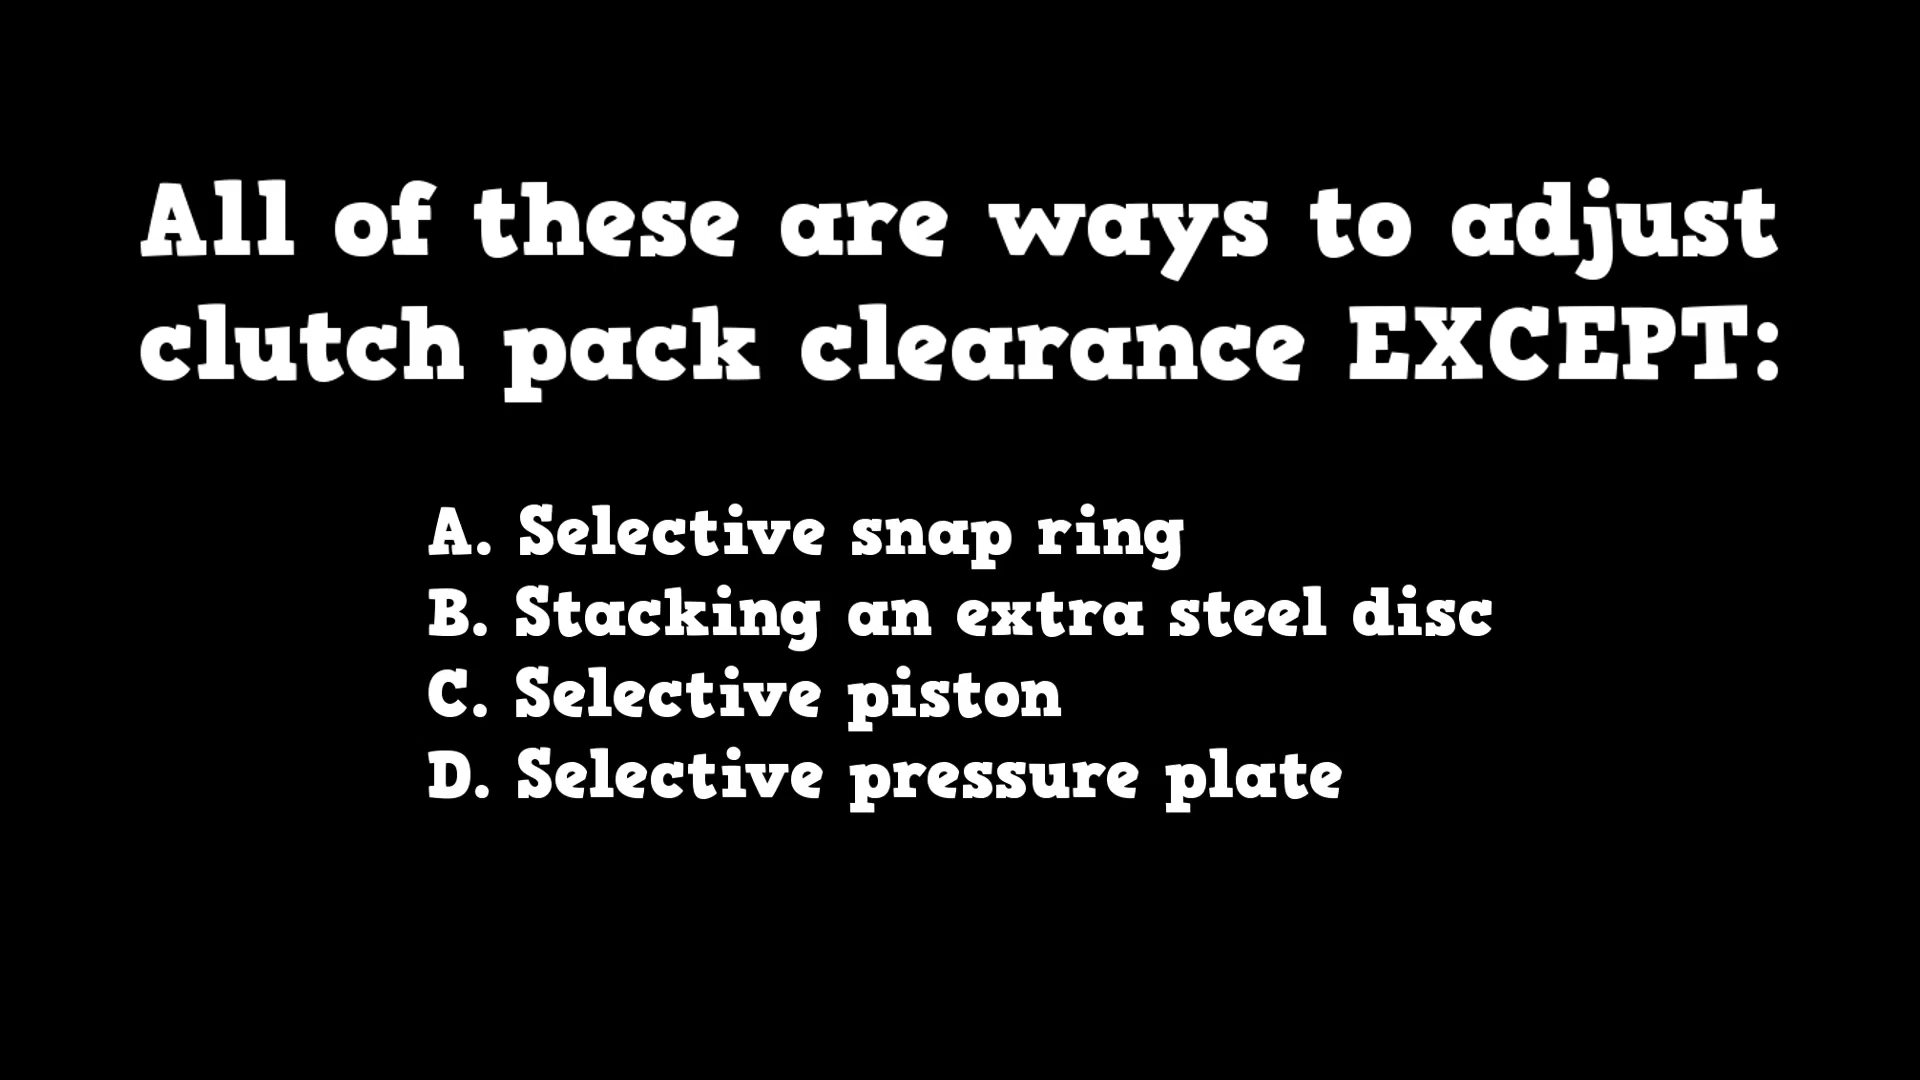 All of these are ways to adjust
clutch pack clearance EXCEPT:
A. Selective snap ring
B. Stacking an extra steel disc
C. Selective piston
D. Selective pressure plate